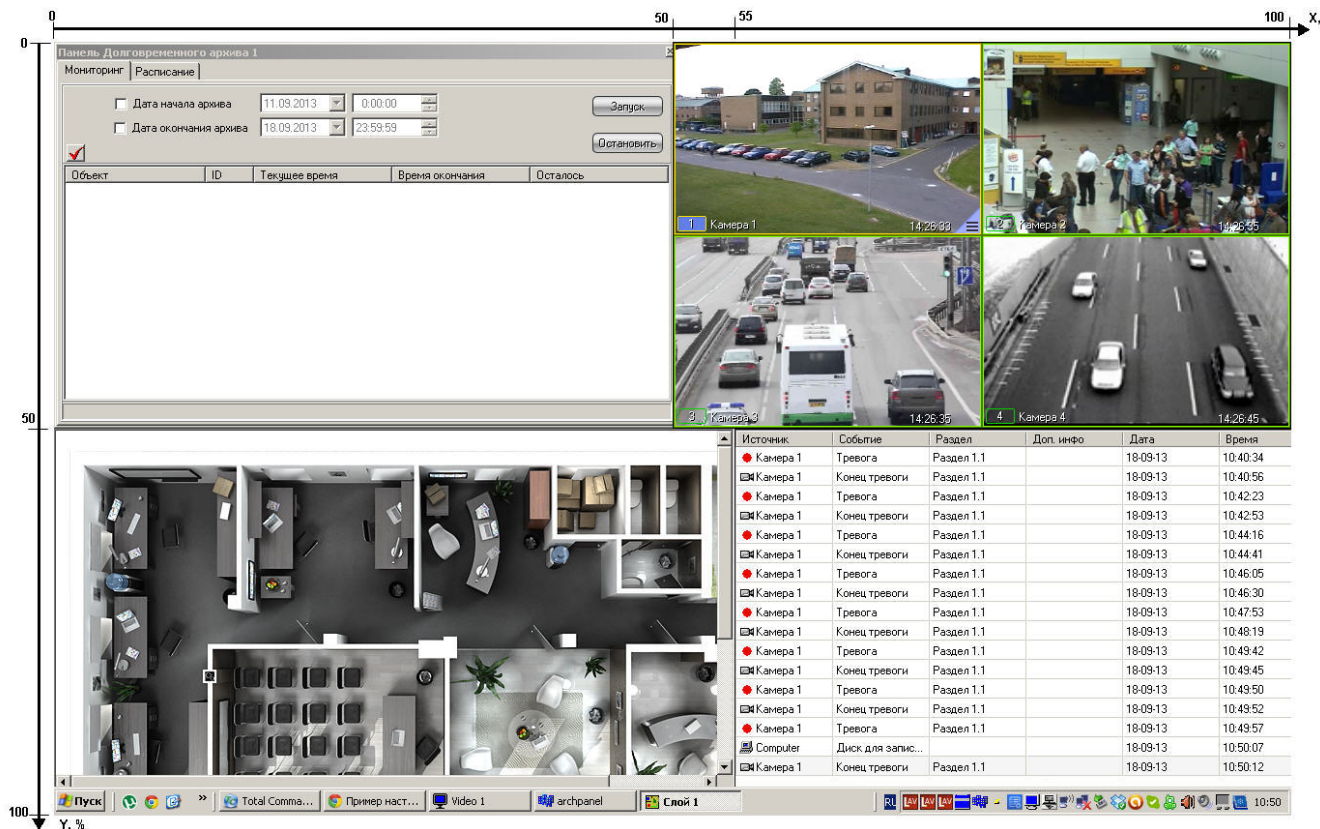 0 50 55 100 X,
0
Панель Долговременного архива 1
Мониторинг Расписание
Дата начала архива 11.09.2013 0:00:00 Запуск
Дата окончания архива 18.09.2013 23:59:59
Остановить
Объект ID Текущее время Время окончания Осталось
1 Камера 1 14:26:33
2 Камера 2 14:26:35
3 Камера 3 14:26:35
4 Камера 4 14:26:45
50
Источник Событие Раздел Доп. инфо Дата Время
Камера 1 Тревога Раздел 1.1 18-09-13 10:40:34
Камера 1 Конец тревоги Раздел 1.1 18-09-13 10:40:56
Камера 1 Тревога Раздел 1.1 18-09-13 10:42:23
Камера 1 Конец тревоги Раздел 1.1 18-09-13 10:42:53
Камера 1 Тревога Раздел 1.1 18-09-13 10:44:16
Камера 1 Конец тревоги Раздел 1.1 18-09-13 10:44:41
Камера 1 Тревога Раздел 1.1 18-09-13 10:46:05
Камера 1 Конец тревоги Раздел 1.1 18-09-13 10:46:30
Камера 1 Тревога Раздел 1.1 18-09-13 10:47:53
Камера 1 Конец тревоги Раздел 1.1 18-09-13 10:48:19
Камера 1 Тревога Раздел 1.1 18-09-13 10:49:42
Камера 1 Конец тревоги Раздел 1.1 18-09-13 10:49:45
Камера 1 Тревога Раздел 1.1 18-09-13 10:49:50
Камера 1 Конец тревоги Раздел 1.1 18-09-13 10:49:52
Камера 1 Тревога Раздел 1.1 18-09-13 10:49:57
Computer Диск для запис... 18-09-13 10:50:07
Камера 1 Конец тревоги Раздел 1.1 18-09-13 10:50:12
Пуск » Total Comma... Пример наст... Video 1 archpanel Слой 1 RL LAV LAV LAV 10:50
100
Y, %